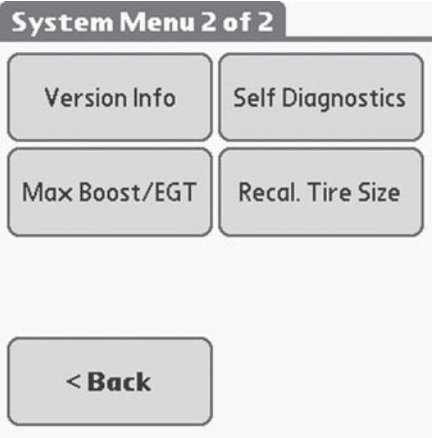 System Menu 2 of 2
Version Info
Self Diagnostics
Max Boost/EGT
Recal. Tire Size
< Back